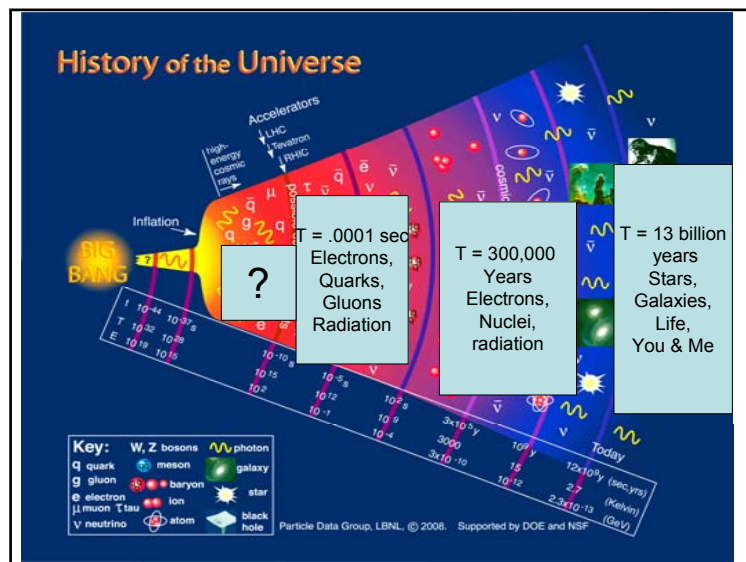 History of the Universe
Accelerators
LHC
Tevatron
RHIC
high-
energy
cosmic
rays
Inflation
BIG
BANG
?
?
T = .0001 sec
Electrons,
Quarks,
Gluons
Radiation
T = 300,000
Years
Electrons,
Nuclei,
radiation
T = 13 billion
years
Stars,
Galaxies,
Life,
You & Me
cosmic
t 10-44 10-37s 10-10s 10-5s 102s 3x105y 109y 12x109y (sec,yrs)
T 1032 1028 1015 1012 109 3000 15 2.7 (Kelvin)
E 1019 1015 102 10-1 10-4 3x10-10 10-12 2.3x10-13 (GeV)
Today
Key:
q quark
g gluon
e electron
μ muon τ tau
ν neutrino
W, Z bosons
meson
baryon
ion
atom
photon
galaxy
star
black
hole
Particle Data Group, LBNL, © 2008. Supported by DOE and NSF